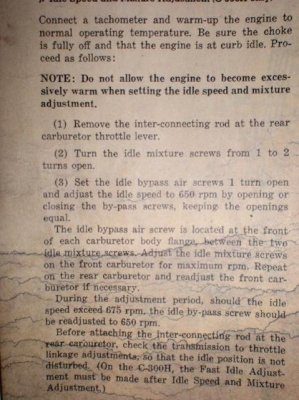 Idle Speed and Mixture Adjustment
Connect a tachometer and warm-up the engine to
normal operating temperature. Be sure the choke
is fully off and that the engine is at curb idle. Pro-
ceed as follows:
NOTE: Do not allow the engine to become exces-
sively warm when setting the idle speed and mixture
adjustment.
(1) Remove the inter-connecting rod at the rear
carburetor throttle lever.
(2) Turn the idle mixture screws from 1 to 2
turns open.
(3) Set the idle bypass air screws 1 turn open
and adjust the idle speed to 650 rpm by opening or
closing the by-pass screws, keeping the openings
equal.
The idle bypass air screw is located at the front
of each carburetor body flange, between the two
idle mixture screws. Adjust the idle mixture screws
on the front carburetor for maximum rpm. Repeat
on the rear carburetor and readjust the front car-
buretor if necessary.
During the adjustment period, should the idle
speed exceed 675 rpm, the idle by-pass screw should
be readjusted to 650 rpm.
Before attaching the inter-connecting rod at the
rear carburetor, check the transmission to throttle
linkage adjustments, so that the idle position is not
disturbed. (On the C-300H, the Fast Idle Adjust-
ment must be made after Idle Speed and Mixture
Adjustment.)